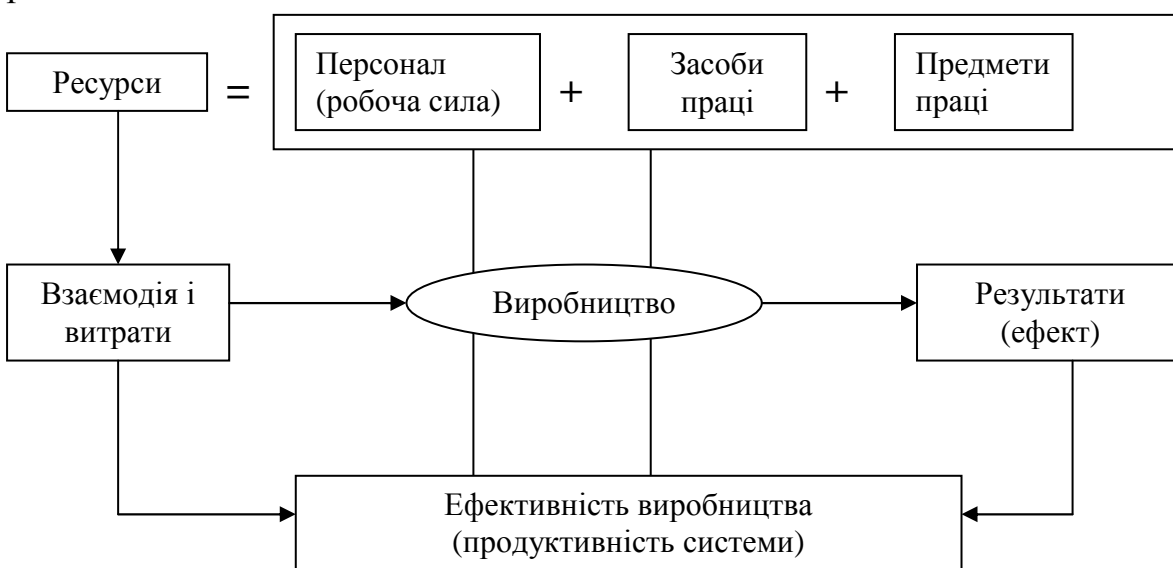 Ресурси
=
Персонал
(робоча сила)
+
Засоби
праці
+
Предмети
праці
Взаємодія і
витрати
Виробництво
Результати
(ефект)
Ефективність виробництва
(продуктивність системи)